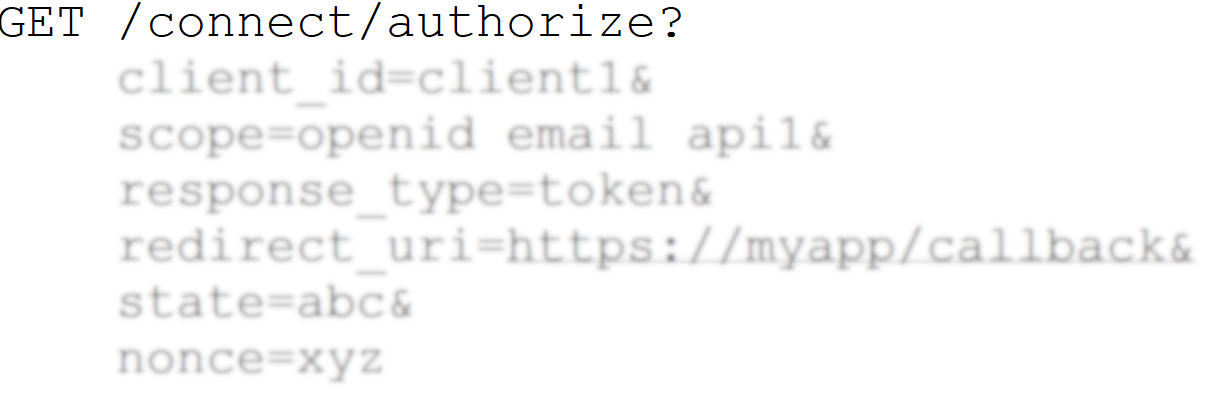 GET /connect/authorize?
client_id=client1&
scope=openid email api1&
response_type=token&
redirect_uri=https://myapp/callback&
state=abc&
nonce=xyz